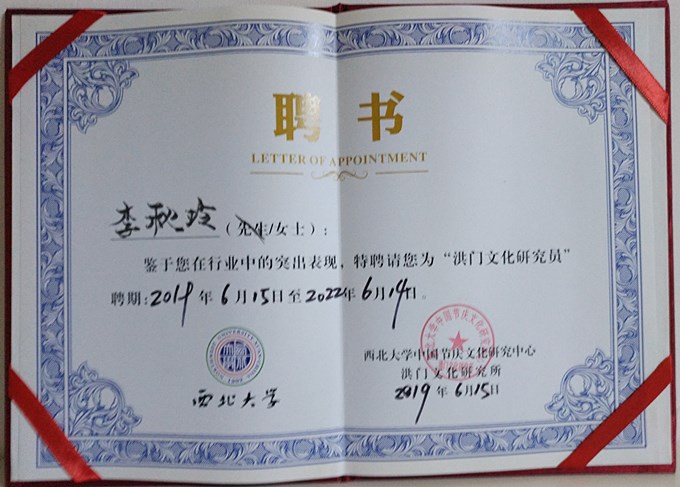 聘书
LETTER OF APPOINTMENT
李秋玲（先生/女士）：
鉴于您在行业中的突出表现，特聘请您为“洪门文化研究员”
聘期：2019年6月15日至2022年6月14日。
西北大学
西北大学中国节庆文化研究中心
洪门文化研究所
2019年6月15日